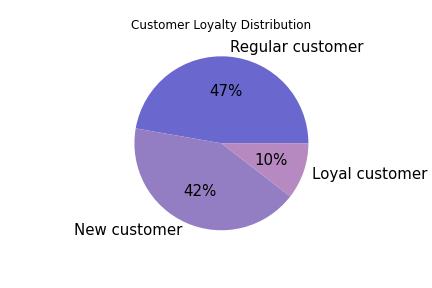 Customer Loyalty Distribution
Regular customer
47%
10%
Loyal customer
42%
New customer